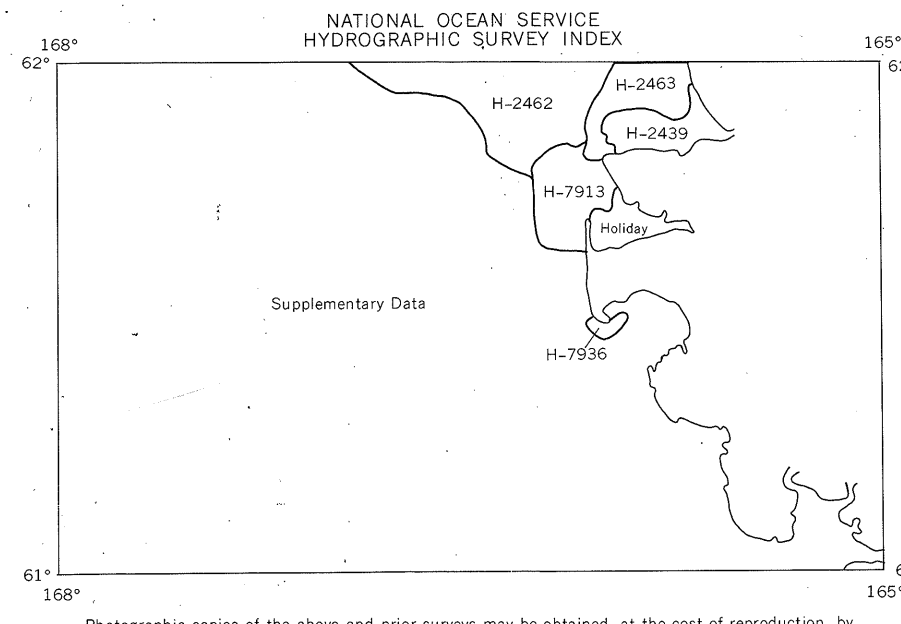 NATIONAL OCEAN SERVICE
HYDROGRAPHIC SURVEY INDEX
168°
165°
62°
H-2463
H-2462
H-2439
H-7913
Holiday
Supplementary Data
H-7936
61°
168°
165°
Photographic copies of the above and prior surveys may be obtained, at the cost of reproduction, by